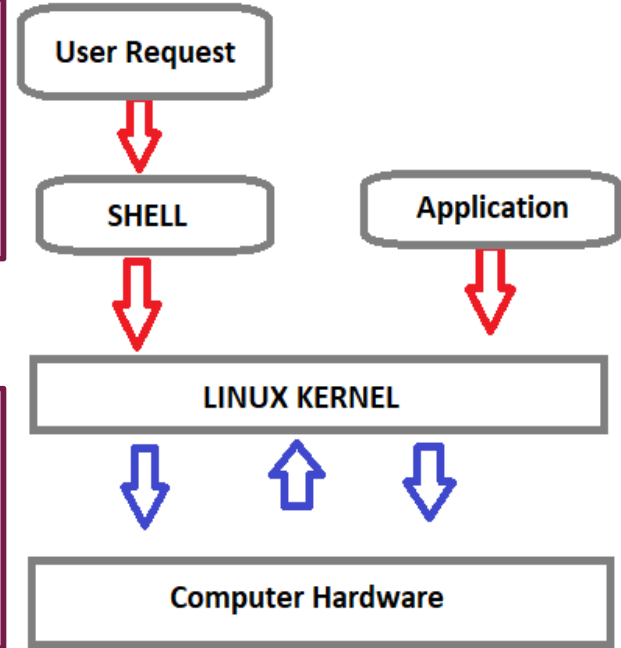 User Request
SHELL
Application
LINUX KERNEL
Computer Hardware